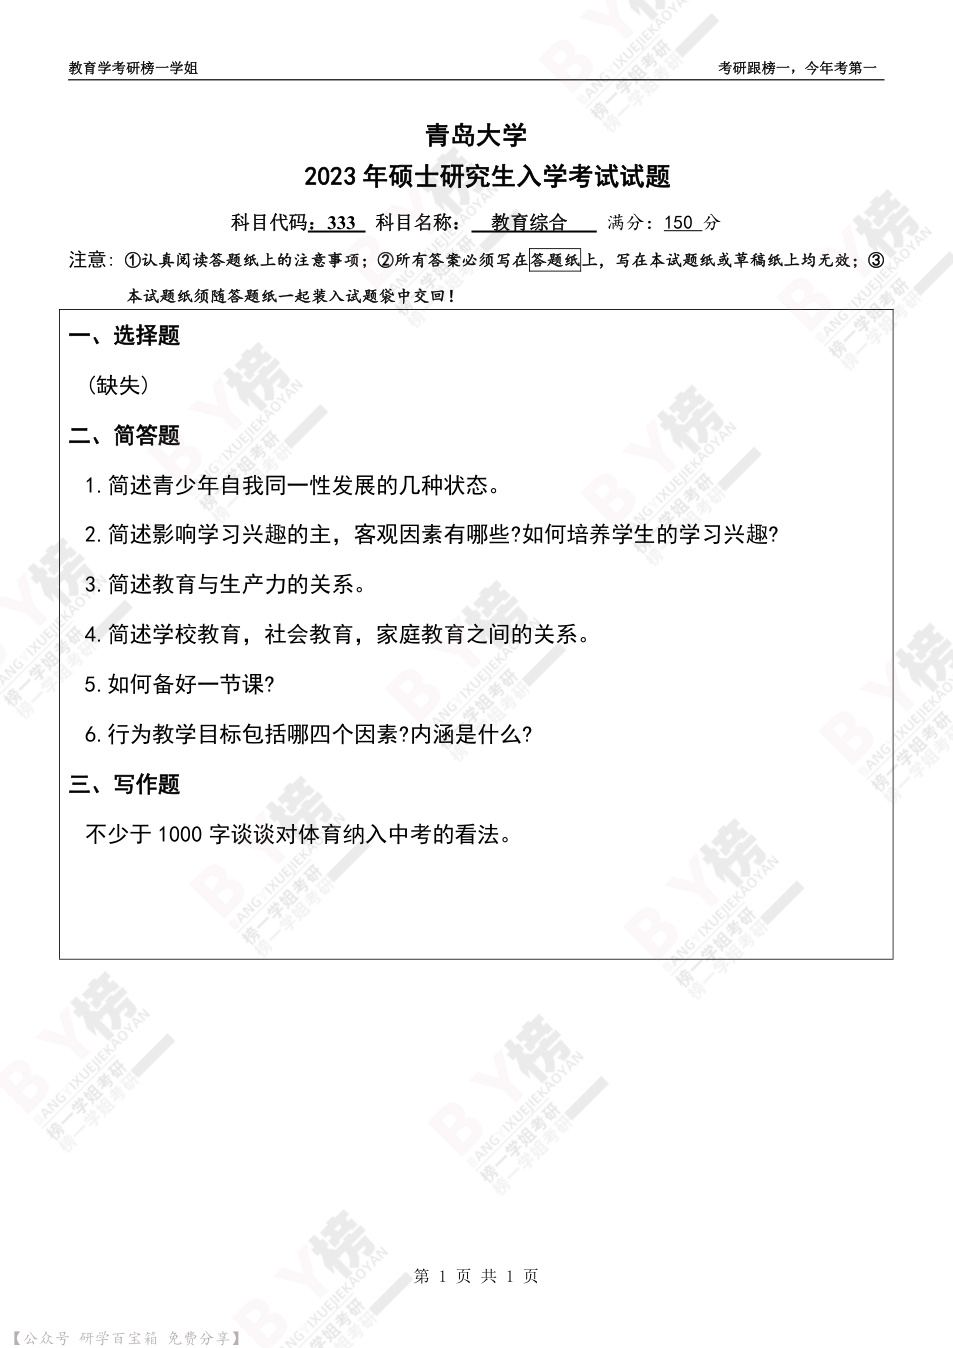 教育学考研榜一学姐 考研跟榜一，今年考第一
青岛大学
2023 年硕士研究生入学考试试题
科目代码：333 科目名称： 教育综合 满分：150 分
注意：①认真阅读答题纸上的注意事项；②所有答案必须写在答题纸上，写在本试题纸或草稿纸上均无效；③
本试题纸须随答题纸一起装入试题袋中交回！
一、选择题
(缺失)
二、简答题
1.简述青少年自我同一性发展的几种状态。
2.简述影响学习兴趣的主，客观因素有哪些?如何培养学生的学习兴趣?
3.简述教育与生产力的关系。
4.简述学校教育，社会教育，家庭教育之间的关系。
5.如何备好一节课?
6.行为教学目标包括哪四个因素?内涵是什么?
三、写作题
不少于 1000 字谈谈对体育纳入中考的看法。
第 1 页 共 1 页
【公众号 研学百宝箱 免费分享】
BY榜
BANGYIXUEJIEKAOYAN
榜一学姐考研